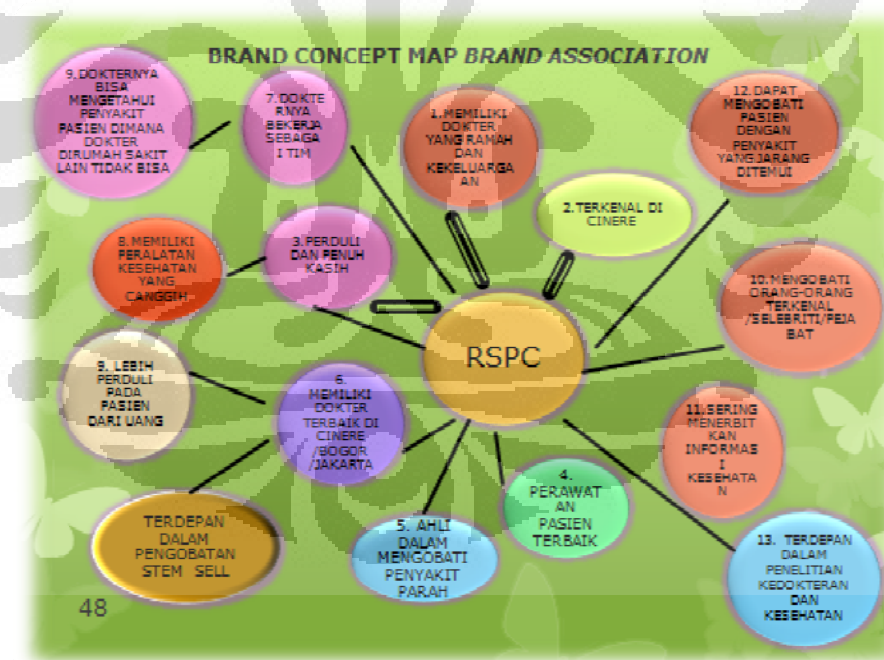 BRAND CONCEPT MAP BRAND ASSOCIATION
9.DOKTERNYA
BISA
MENGETAHUI
PENYAKIT
PASIEN DIMANA
DOKTER
DIRUMAH SAKIT
LAIN TIDAK BISA
7.DOKTE
RNYA
BEKERJA
SEBAGA
I TIM
1.MEMILIKI
DOKTER
YANG RAMAH
DAN
KEKELUARGA
AN
12.DAPAT
MENGOBATI
PASIEN
DENGAN
PENYAKIT
YANG JARANG
DITEMUI
2.TERKENAL DI
CINERE
8.MEMILIKI
PERALATAN
KESEHATAN
YANG
CANGGIH
3.PERDULI
DAN PENUH
KASIH
10.MENGOBATI
ORANG-ORANG
TERKENAL
/SELEBRITI/PEJA
BAT
RSPC
9. LEBIH
PERDULI
PADA
PASIEN
DARI UANG
6.
MEMILIKI
DOKTER
TERBAIK DI
CINERE
/BOGOR
/JAKARTA
11.SERING
MENERBIT
KAN
INFORMAS
I
KESEHATA
N
4.
PERAWAT
AN
PASIEN
TERBAIK
TERDEPAN
DALAM
PENGOBATAN
STEM SELL
5. AHLI
DALAM
MENGOBATI
PENYAKIT
PARAH
13. TERDEPAN
DALAM
PENELITIAN
KEDOKTERAN
DAN
KESEHATAN
48